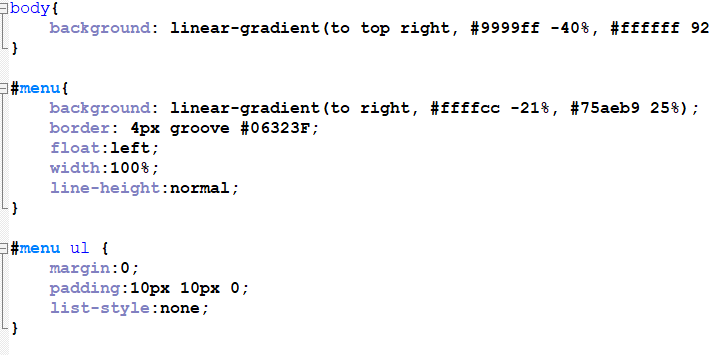 body{
background: linear-gradient(to top right, #9999ff -40%, #ffffff 92
}
#menu{
background: linear-gradient(to right, #ffffcc -21%, #75aeb9 25%);
border: 4px groove #06323F;
float:left;
width:100%;
line-height:normal;
}
#menu ul {
margin:0;
padding:10px 10px 0;
list-style:none;
}